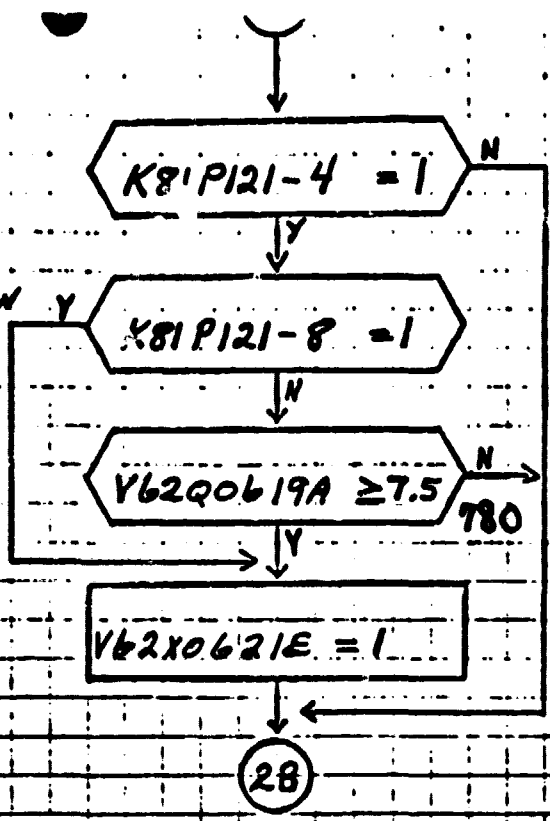 N
K81P121-4 = 1
Y
Y
K81P121-8 = 1
N
N
V62Q0619A ≥7.5
780
Y
V62X0621E = 1
28